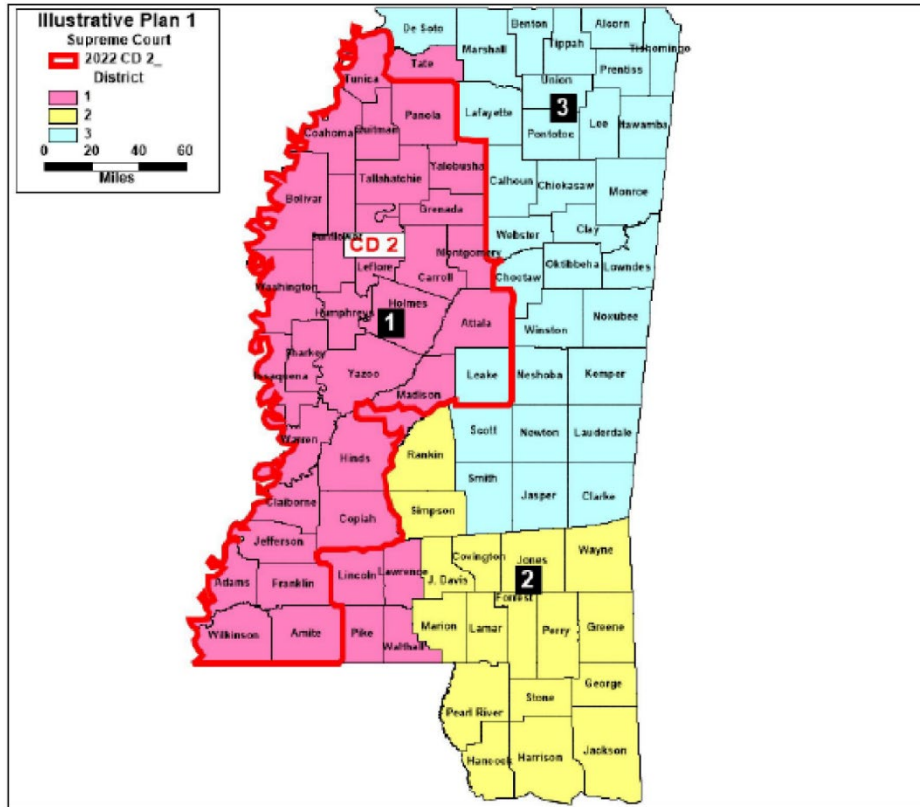 Illustrative Plan 1
Supreme Court
2022 CD 2_
District
1
2
3
0 20 40 60
Miles
De Soto
Benton
Alcorn
Marshall
Tippah
Tishomingo
Tate
Tunica
Prentiss
Union
3
Panola
Lafayette
Pontotoc
Lee
Itawamba
Quitman
Coahoma
Yalobusha
Tallahatchie
Calhoun
Chickasaw
Monroe
Bolivar
Grenada
Webster
Clay
Sunflower
CD 2
Montgomery
Leflore
Carroll
Choctaw
Oktibbeha
Lowndes
Washington
Holmes
Humphreys
1
Attala
Winston
Noxubee
Sharkey
Issaquena
Yazoo
Leake
Neshoba
Kemper
Madison
Warren
Scott
Newton
Lauderdale
Hinds
Rankin
Smith
Jasper
Clarke
Claiborne
Copiah
Simpson
Jefferson
Covington
Jones
Wayne
Adams
Franklin
Lincoln
Lawrence
J. Davis
2
Forrest
Wilkinson
Amite
Pike
Walthall
Marion
Lamar
Perry
Greene
George
Stone
Pearl River
Hancock
Harrison
Jackson